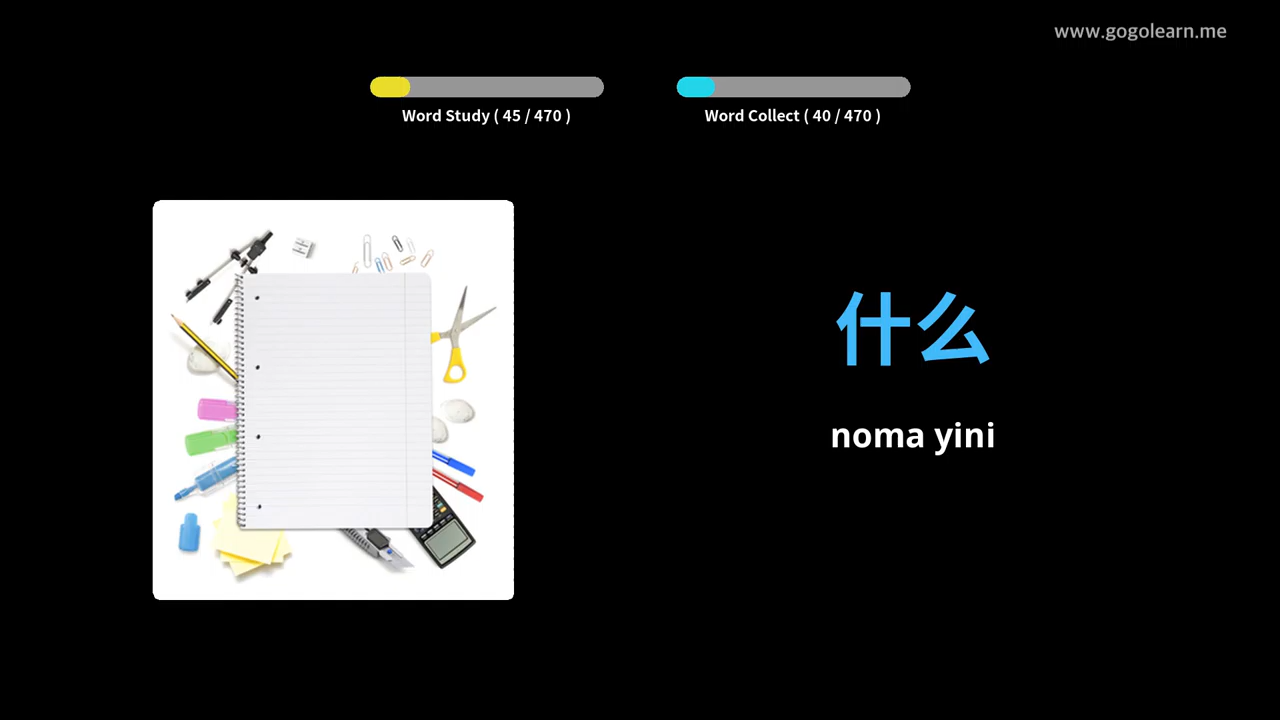 www.gogolearn.me
Word Study ( 45 / 470 )
Word Collect ( 40 / 470 )
什么
noma yini